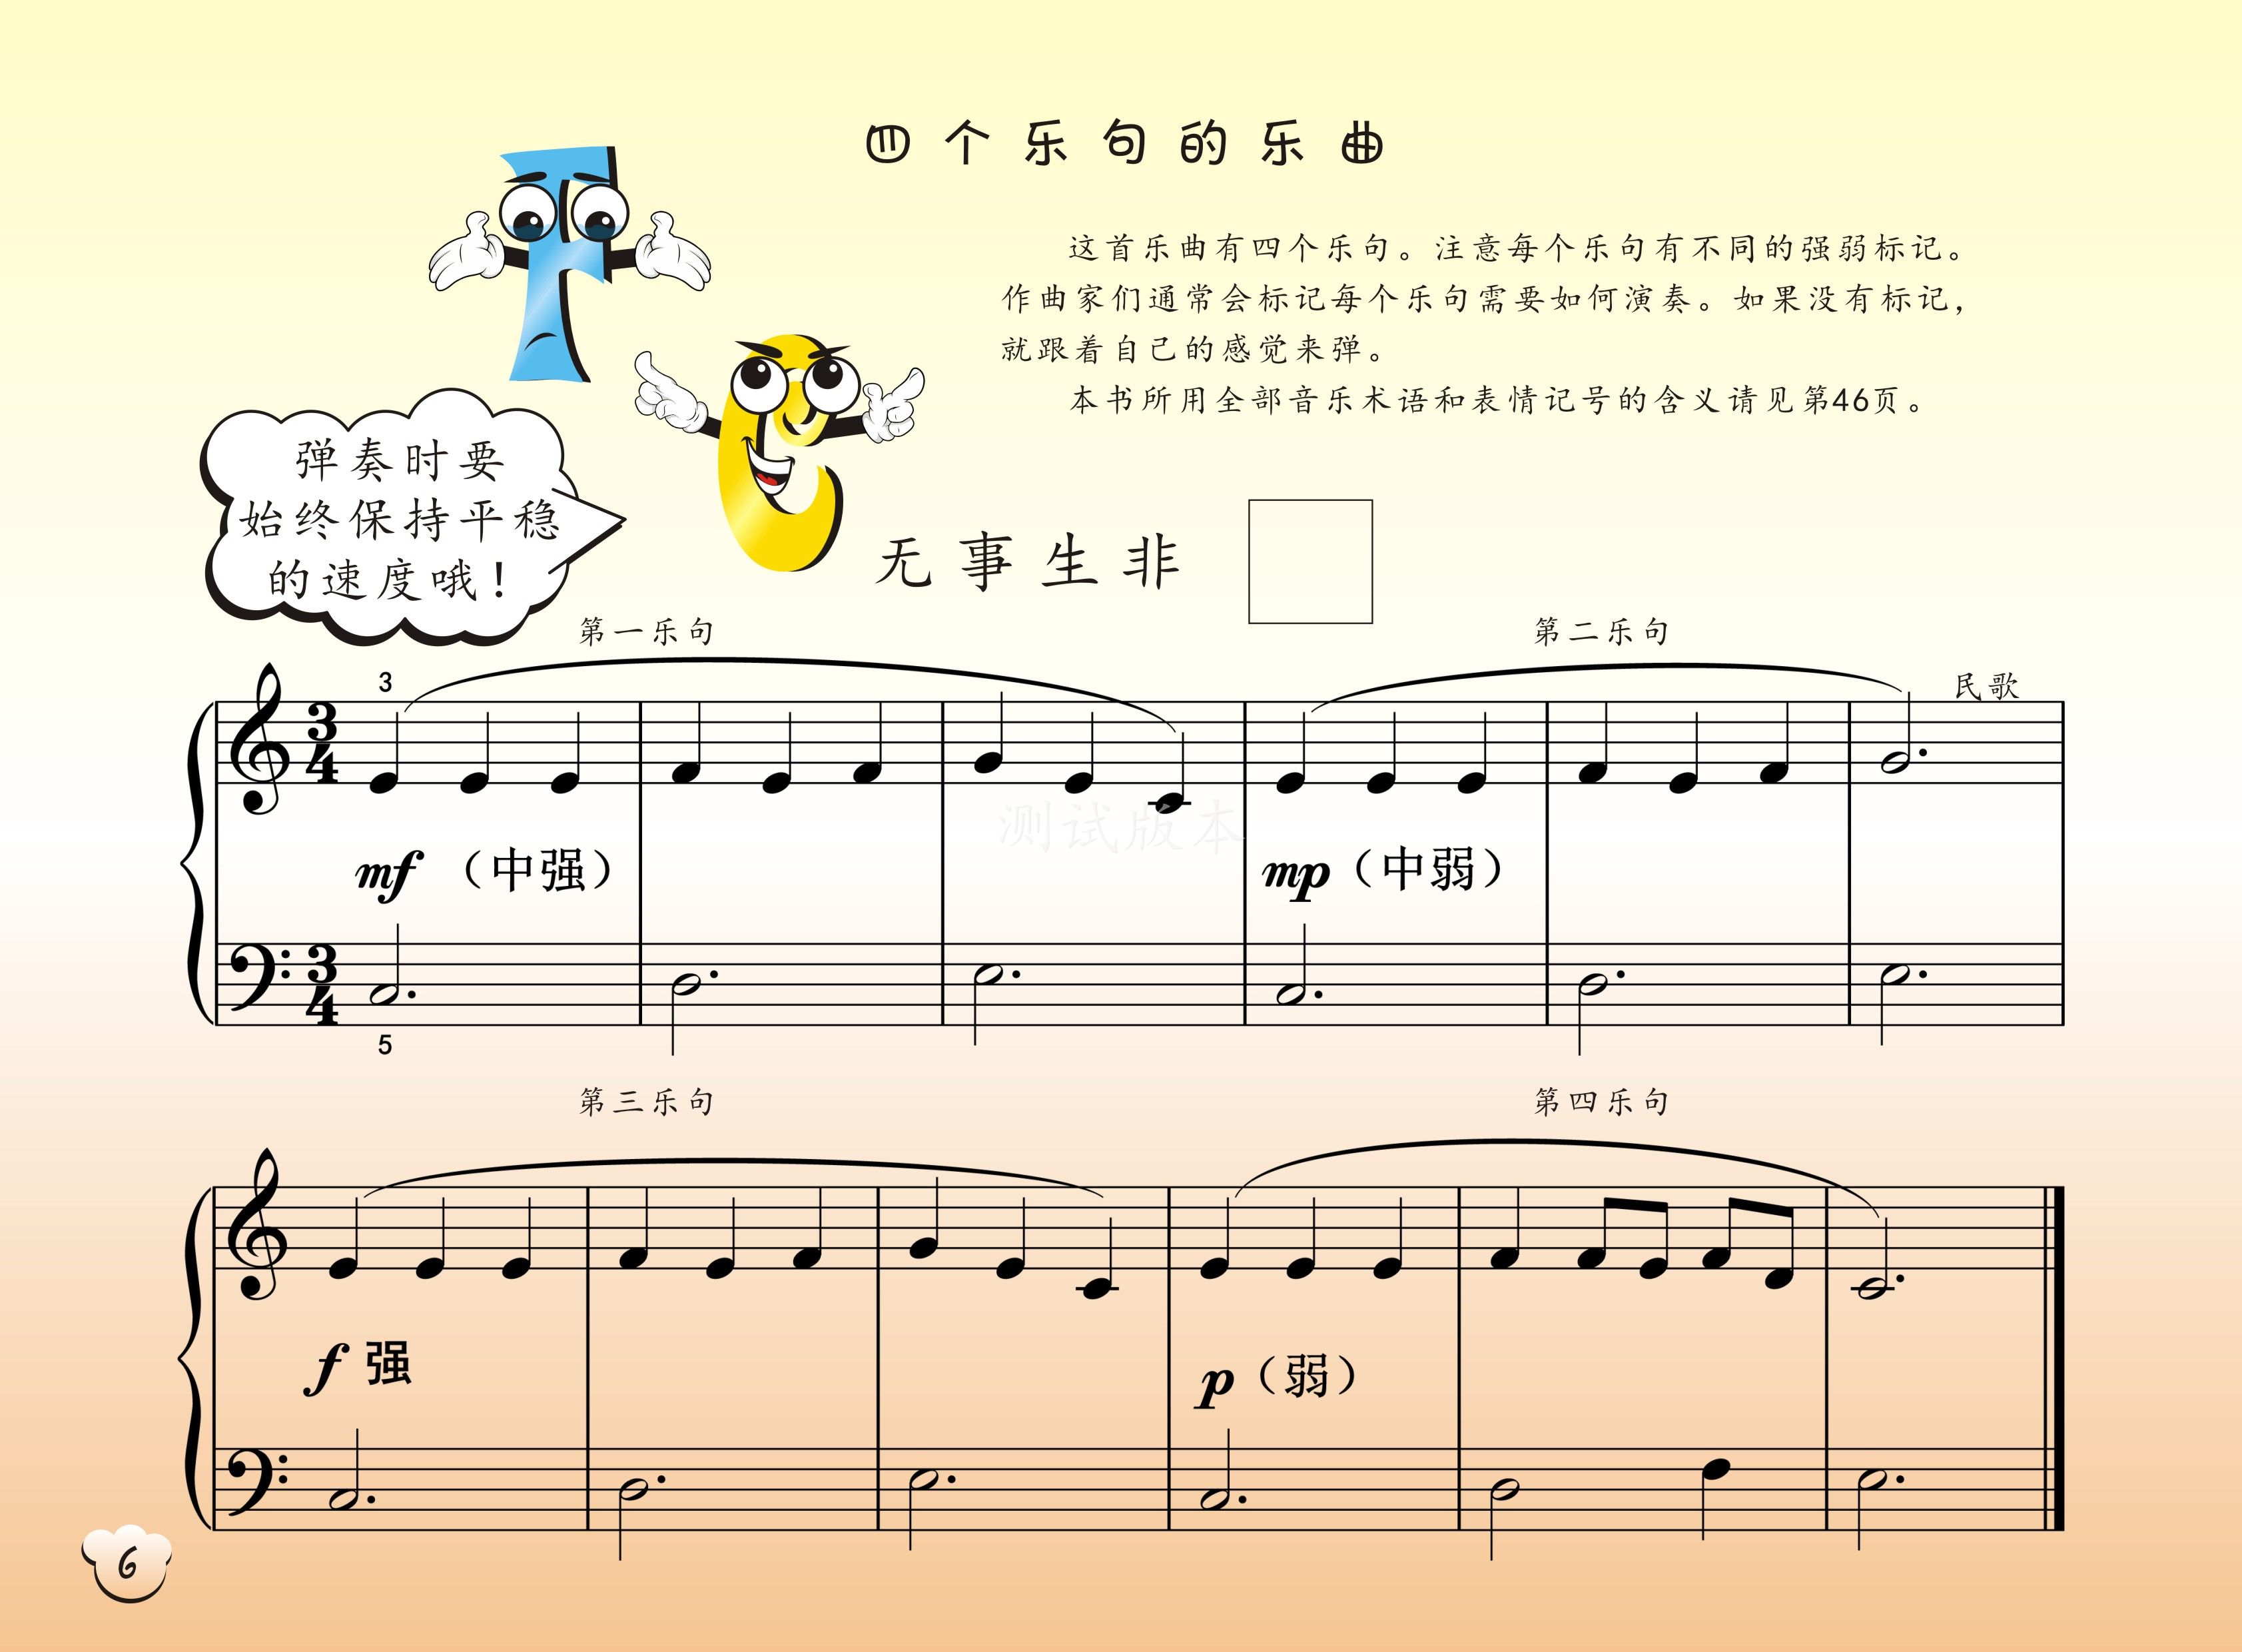 四个乐句的乐曲
这首乐曲有四个乐句。注意每个乐句有不同的强弱标记。
作曲家们通常会标记每个乐句需要如何演奏。如果没有标记，
就跟着自己的感觉来弹。
本书所用全部音乐术语和表情记号的含义请见第46页。
弹奏时要
始终保持平稳
的速度哦！
无事生非
第一乐句
第二乐句
民歌
3
3
4
测试版本
mf （中强）
mp（中弱）
3
4
5
第三乐句
第四乐句
f 强
p（弱）
6